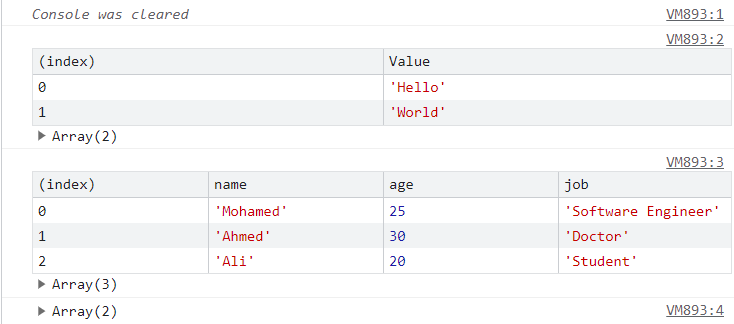 Console was cleared VM893:1
VM893:2
(index) Value
0 'Hello'
1 'World'
▶ Array(2)
VM893:3
(index) name age job
0 'Mohamed' 25 'Software Engineer'
1 'Ahmed' 30 'Doctor'
2 'Ali' 20 'Student'
▶ Array(3)
▶ Array(2) VM893:4